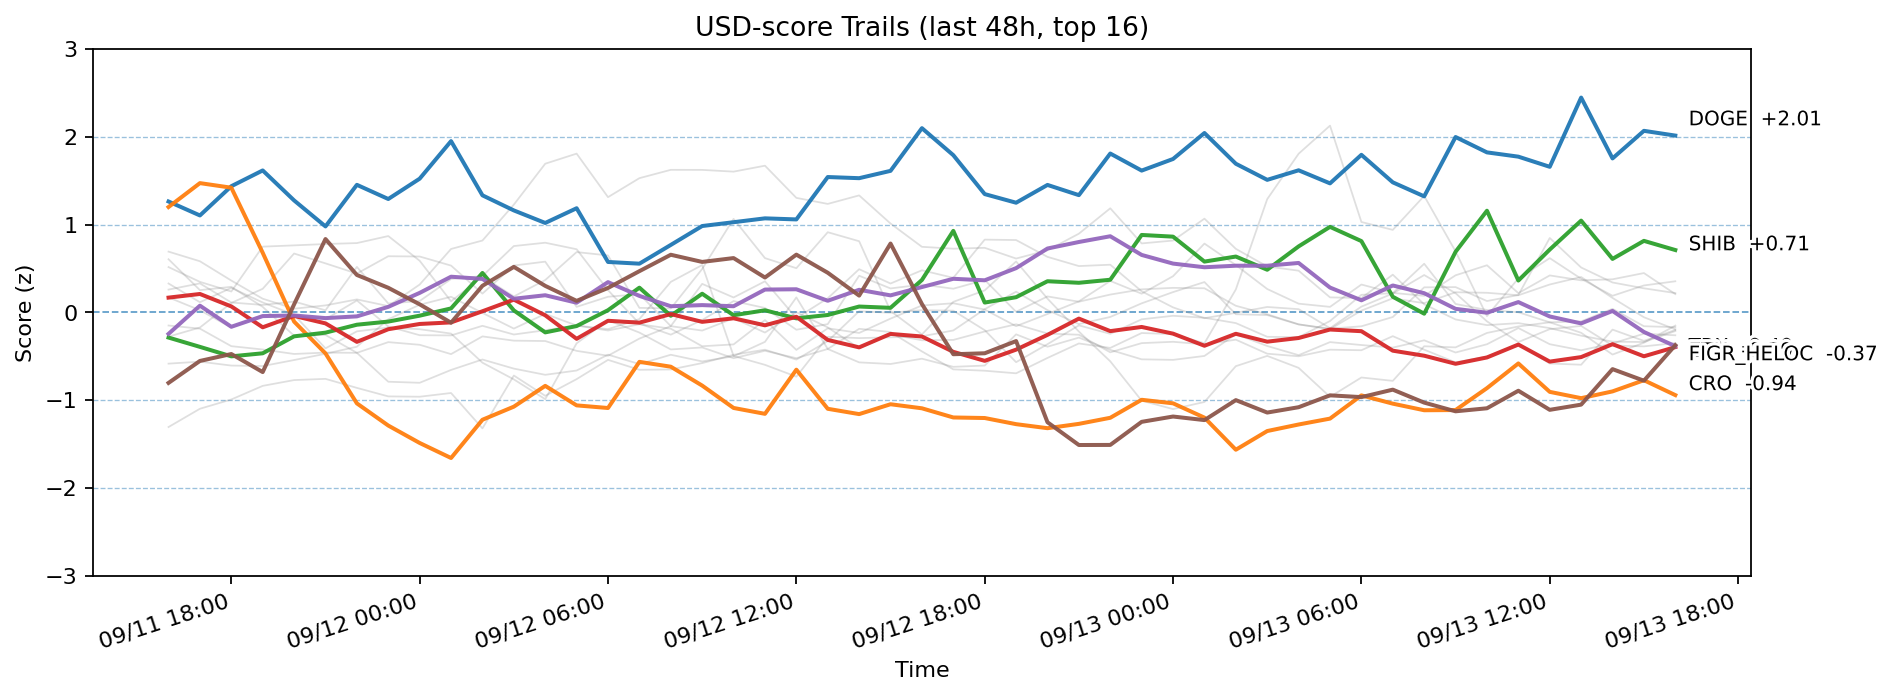 USD-score Trails (last 48h, top 16)
Score (z)
3
2
1
0
−1
−2
−3
DOGE +2.01
SHIB +0.71
FIGR_HELOC -0.37
CRO -0.94
09/11 18:00
09/12 00:00
09/12 06:00
09/12 12:00
09/12 18:00
09/13 00:00
09/13 06:00
09/13 12:00
09/13 18:00
Time